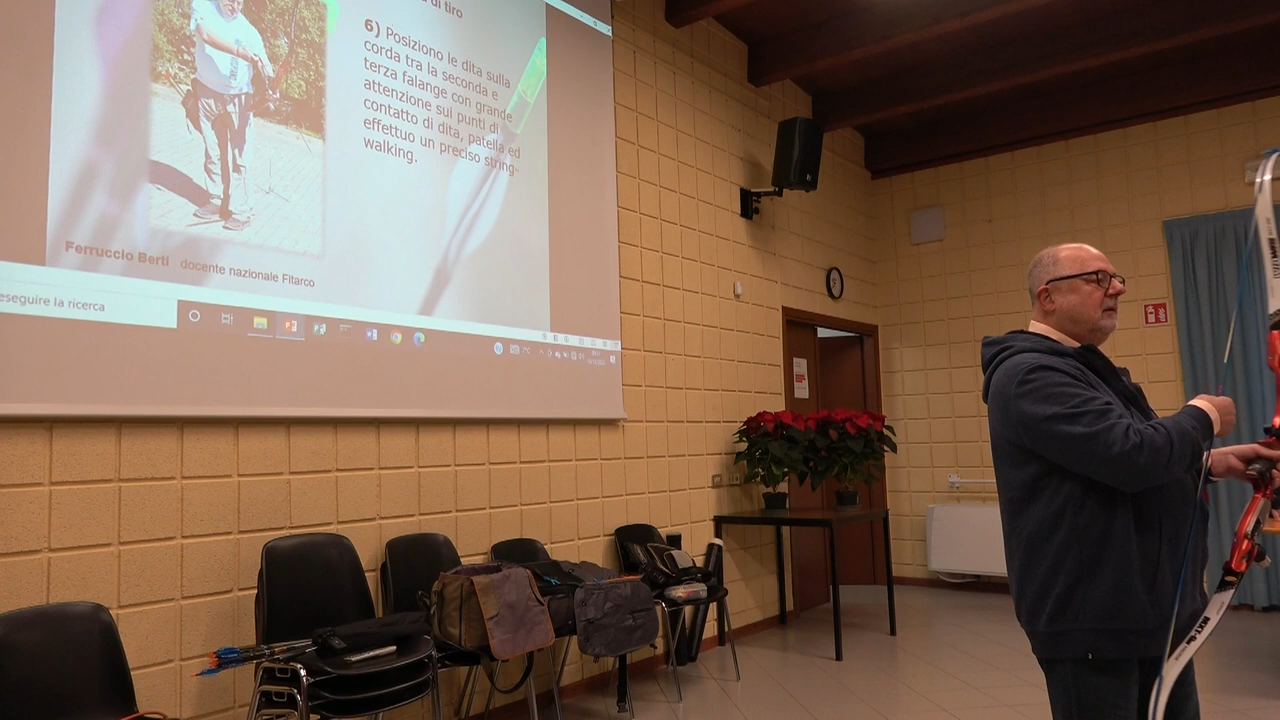 di tiro
6) Posiziono le dita sulla
corda tra la seconda e
terza falange con grande
attenzione sui punti di
contatto di dita, patella ed
effettuo un preciso string-
walking.
Ferruccio Berti docente nazionale Fitarco
eseguire la ricerca
7°C